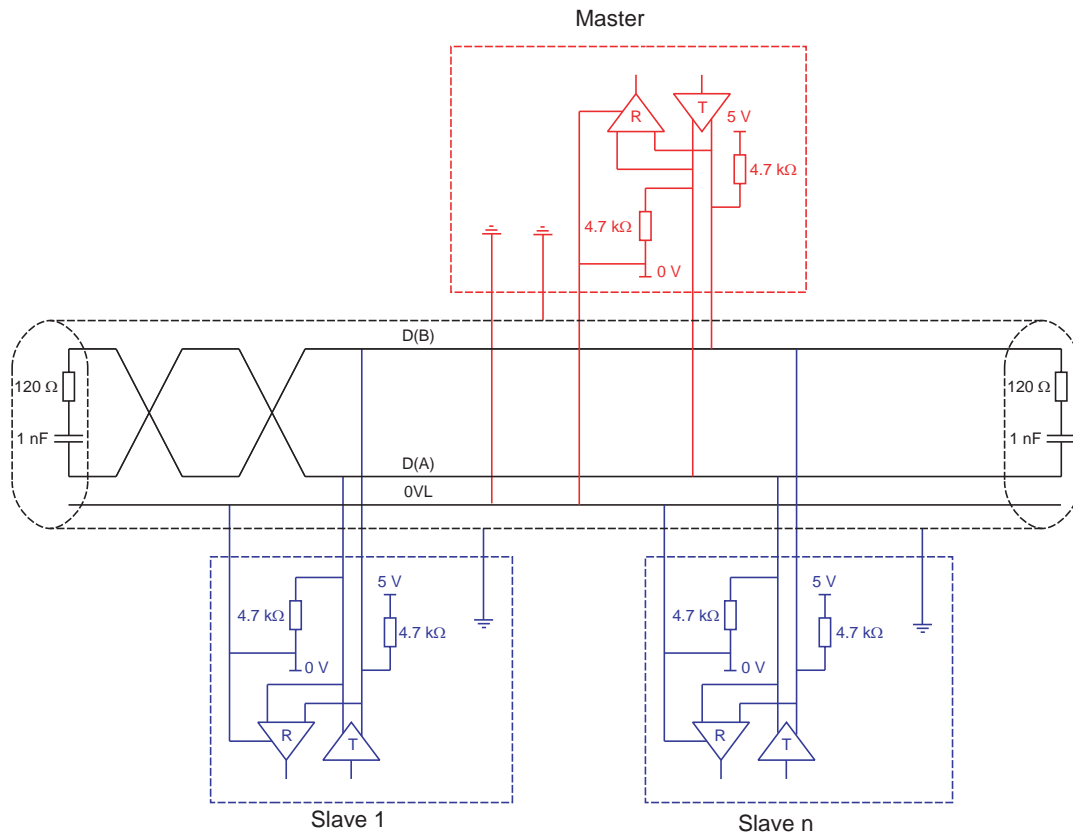 Master
R
T
5 V
4.7 kΩ
4.7 kΩ
0 V
D(B)
120 Ω
120 Ω
1 nF
1 nF
D(A)
0VL
5 V
4.7 kΩ
4.7 kΩ
0 V
R
T
Slave 1
5 V
4.7 kΩ
4.7 kΩ
0 V
R
T
Slave n